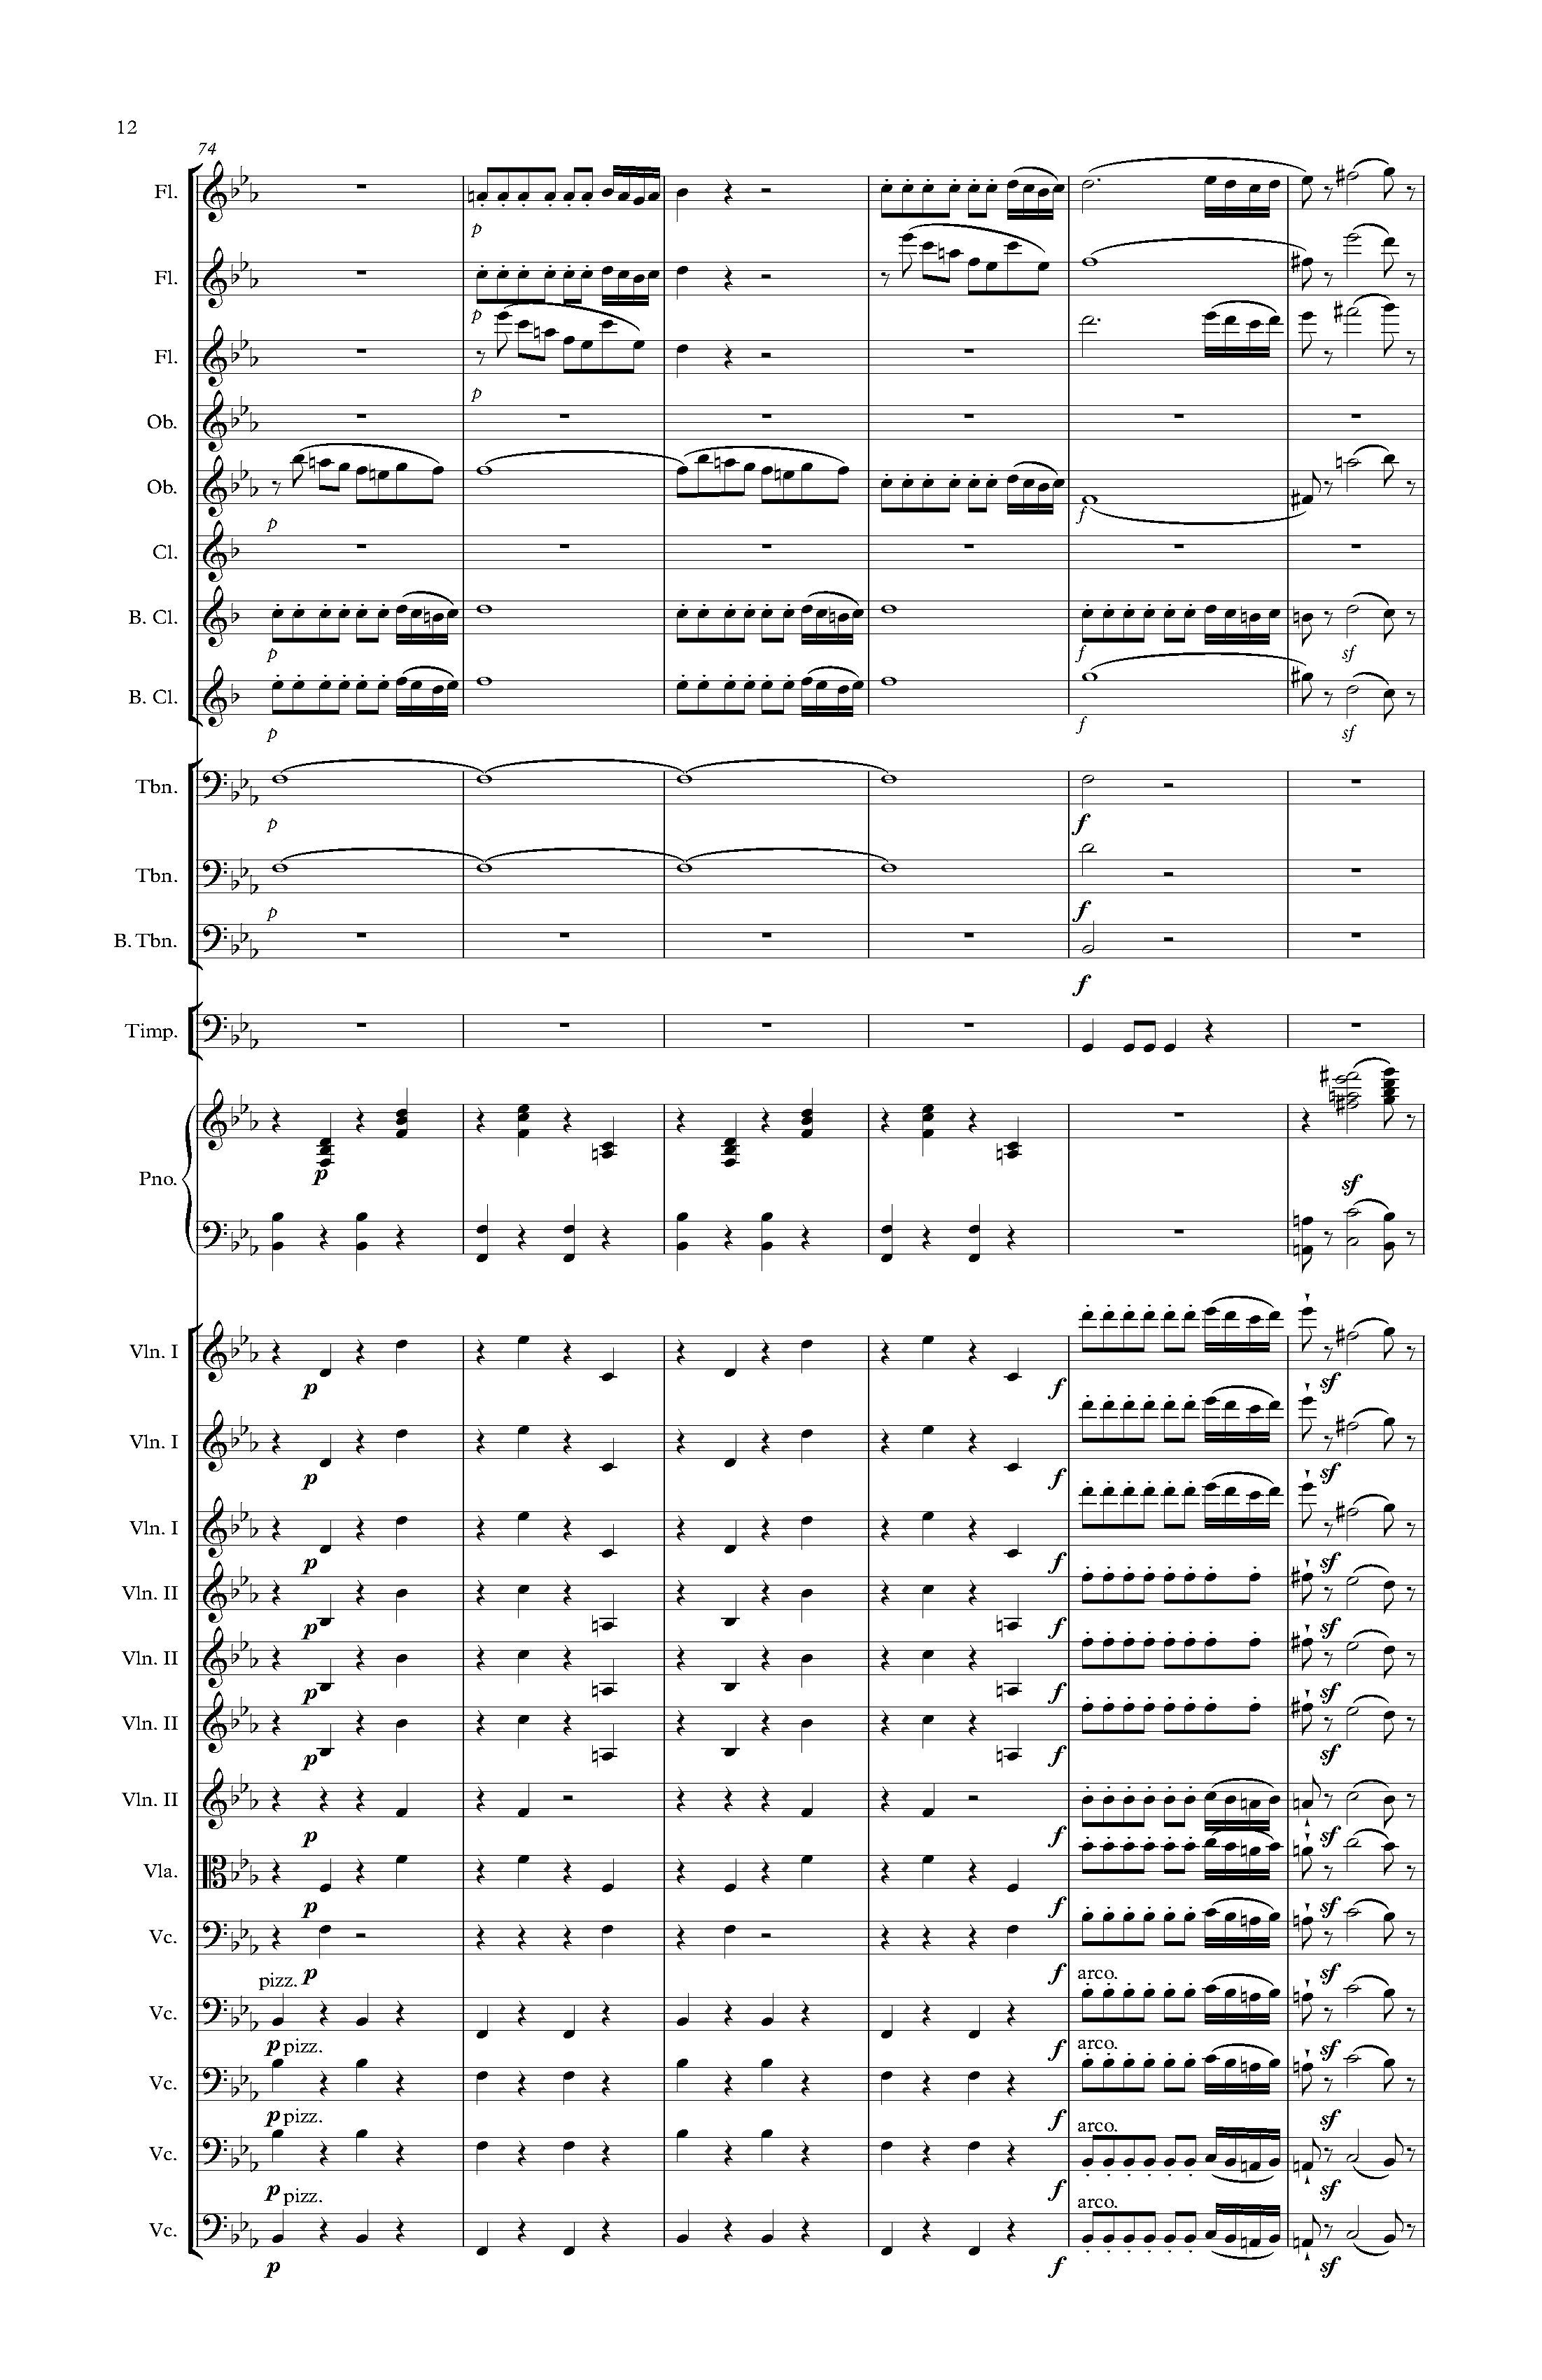 12
74
Fl.
p
Fl.
p
Fl.
p
Ob.
Ob.
p f
Cl.
B. Cl.
p f sf
B. Cl.
p f sf
Tbn.
p f
Tbn.
p f
B. Tbn.
f
Timp.
Pno.
p sf
Vln. I
p f sf
Vln. I
p f sf
Vln. I
p f sf
Vln. II
p f sf
Vln. II
p f sf
Vln. II
p f sf
Vln. II
p f sf
Vla.
p f sf
Vc.
p f sf
pizz. arco.
Vc.
p f sf
pizz. arco.
Vc.
p f sf
pizz. arco.
Vc.
p f sf
pizz. arco.
Vc.
p f sf